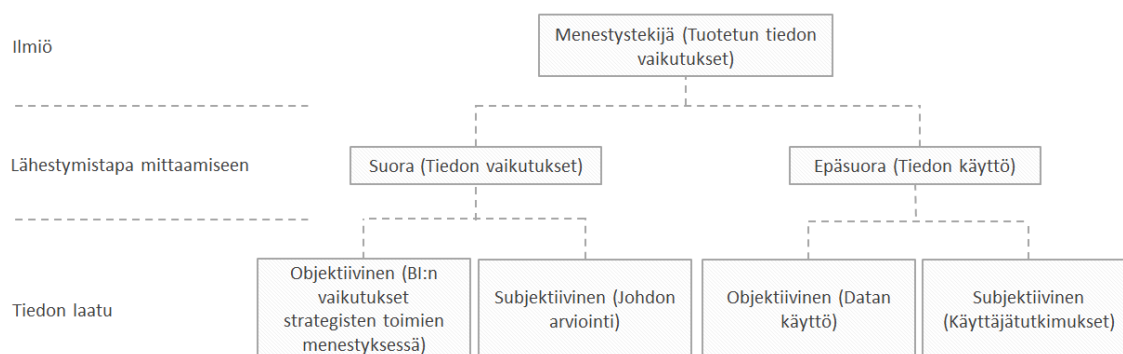 Ilmiö
Menestystekijä (Tuotetun tiedon
vaikutukset)
Lähestymistapa mittaamiseen
Suora (Tiedon vaikutukset)
Epäsuora (Tiedon käyttö)
Tiedon laatu
Objektiivinen (BI:n
vaikutukset
strategisten toimien
menestyksessä)
Subjektiivinen (Johdon
arviointi)
Objektiivinen (Datan
käyttö)
Subjektiivinen
(Käyttäjätutkimukset)